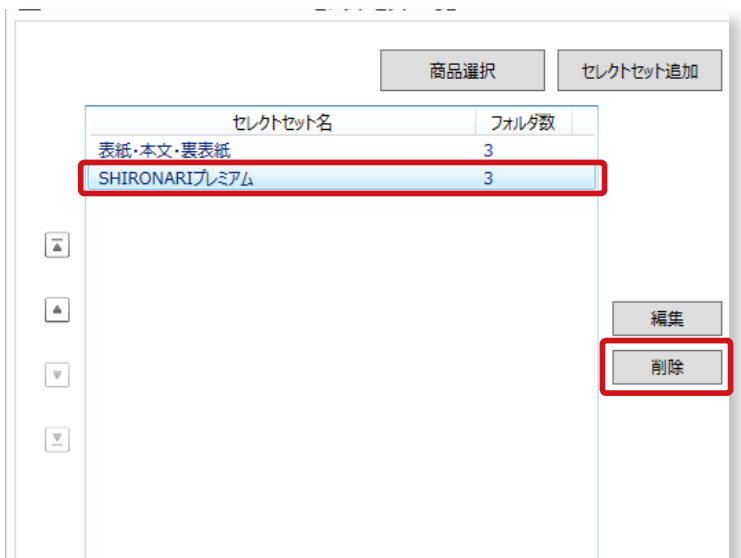 商品選択 セレクトセット追加
セレクトセット名 フォルダ数
表紙・本文・裏表紙 3
SHIRONARIプレミアム 3
編集
削除